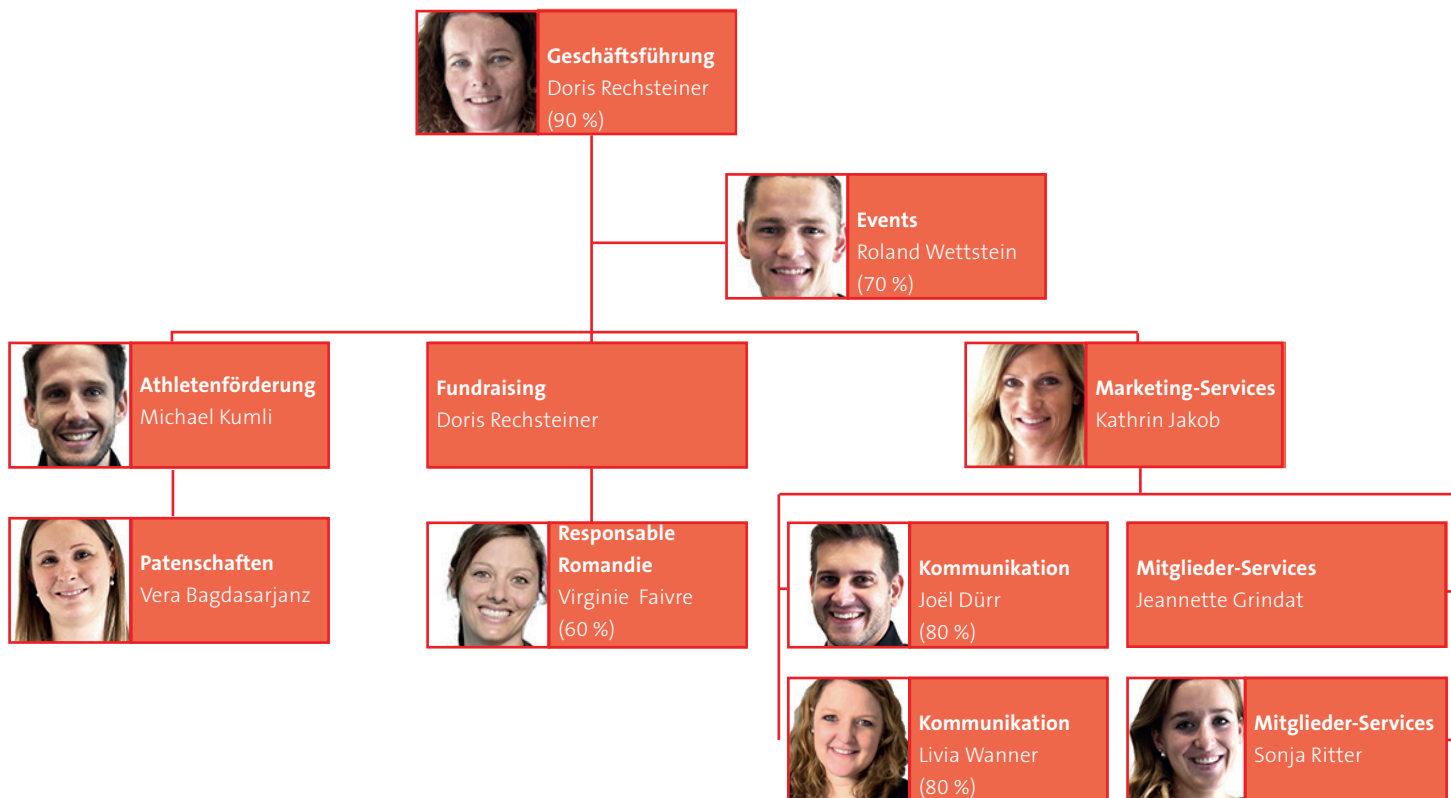 Geschäftsführung
Doris Rechsteiner
(90 %)
Events
Roland Wettstein
(70 %)
Athletenförderung
Michael Kumli
Fundraising
Doris Rechsteiner
Marketing-Services
Kathrin Jakob
Patenschaften
Vera Bagdasarjanz
Responsable
Romandie
Virginie Faivre
(60 %)
Kommunikation
Joël Dürr
(80 %)
Mitglieder-Services
Jeannette Grindat
Kommunikation
Livia Wanner
(80 %)
Mitglieder-Services
Sonja Ritter